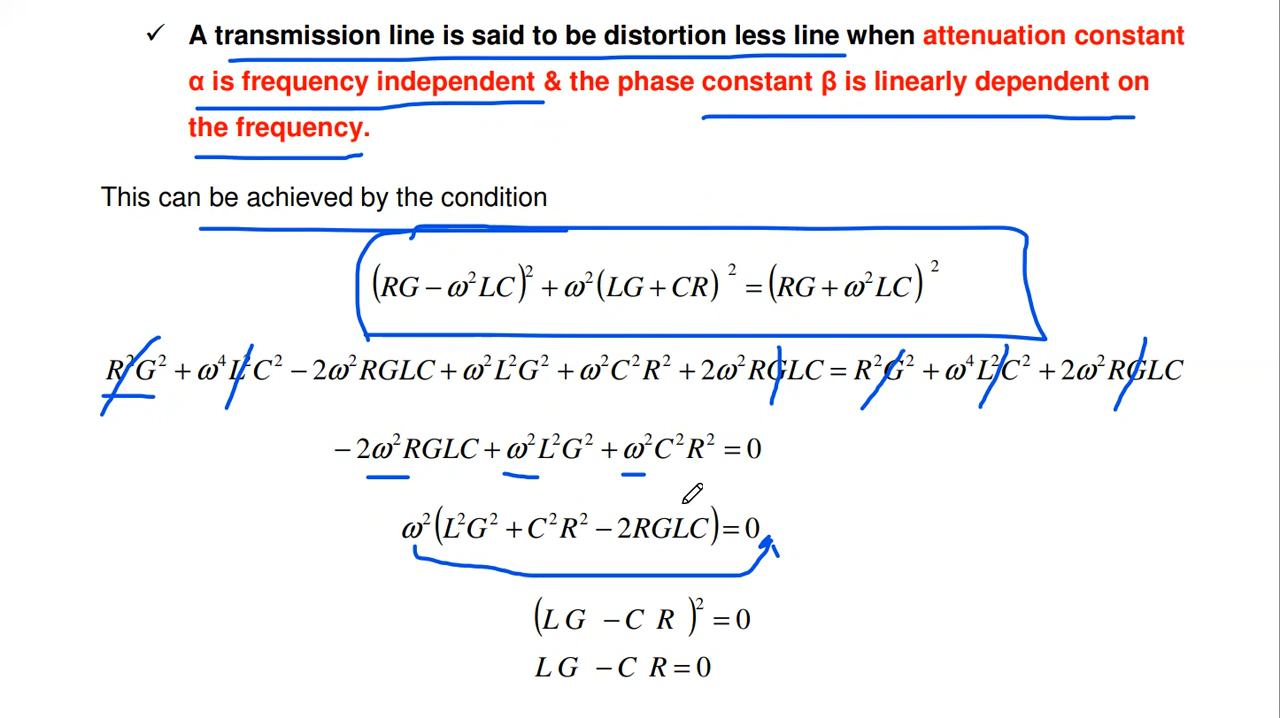 ✓ A transmission line is said to be distortion less line when attenuation constant
α is frequency independent & the phase constant β is linearly dependent on
the frequency.
This can be achieved by the condition
(RG − ω²LC)² + ω²(LG + CR)² = (RG + ω²LC)²
R²G² + ω⁴L²C² − 2ω²RGLC + ω²L²G² + ω²C²R² + 2ω²RGLC = R²G² + ω⁴L²C² + 2ω²RGLC
− 2ω²RGLC + ω²L²G² + ω²C²R² = 0
ω²(L²G² + C²R² − 2RGLC) = 0
(LG − CR)² = 0
LG − CR = 0